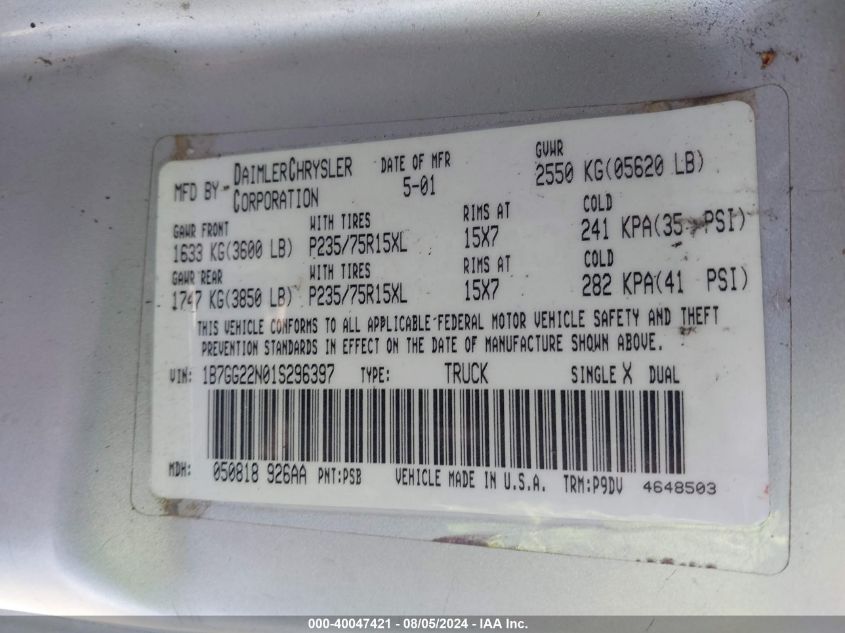 MFD BY DAIMLERCHRYSLER CORPORATION DATE OF MFR 5-01 GVWR 2550 KG(05620 LB)
GAWR FRONT WITH TIRES RIMS AT COLD
1633 KG(3600 LB) P235/75R15XL 15X7 241 KPA(35 PSI)
GAWR REAR WITH TIRES RIMS AT COLD
1747 KG(3850 LB) P235/75R15XL 15X7 282 KPA(41 PSI)
THIS VEHICLE CONFORMS TO ALL APPLICABLE FEDERAL MOTOR VEHICLE SAFETY AND THEFT
PREVENTION STANDARDS IN EFFECT ON THE DATE OF MANUFACTURE SHOWN ABOVE.
VIN: 1B7GG22N01S296397 TYPE: TRUCK SINGLE X DUAL
MDH: 050818 926AA PNT:PSB VEHICLE MADE IN U.S.A. TRM:P9DV 4648503
000-40047421 - 08/05/2024 - IAA Inc.